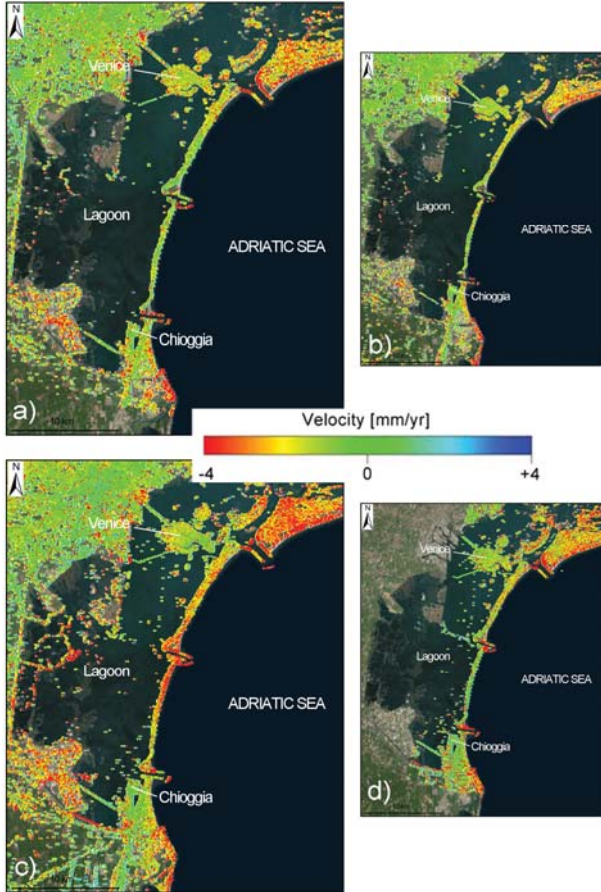 N
Venice
Lagoon
ADRIATIC SEA
Chioggia
a)
10 km
N
Venice
Lagoon
ADRIATIC SEA
Chioggia
b)
Velocity [mm/yr]
-4
0
+4
N
Venice
Lagoon
ADRIATIC SEA
Chioggia
c)
N
Venice
Lagoon
ADRIATIC SEA
Chioggia
d)